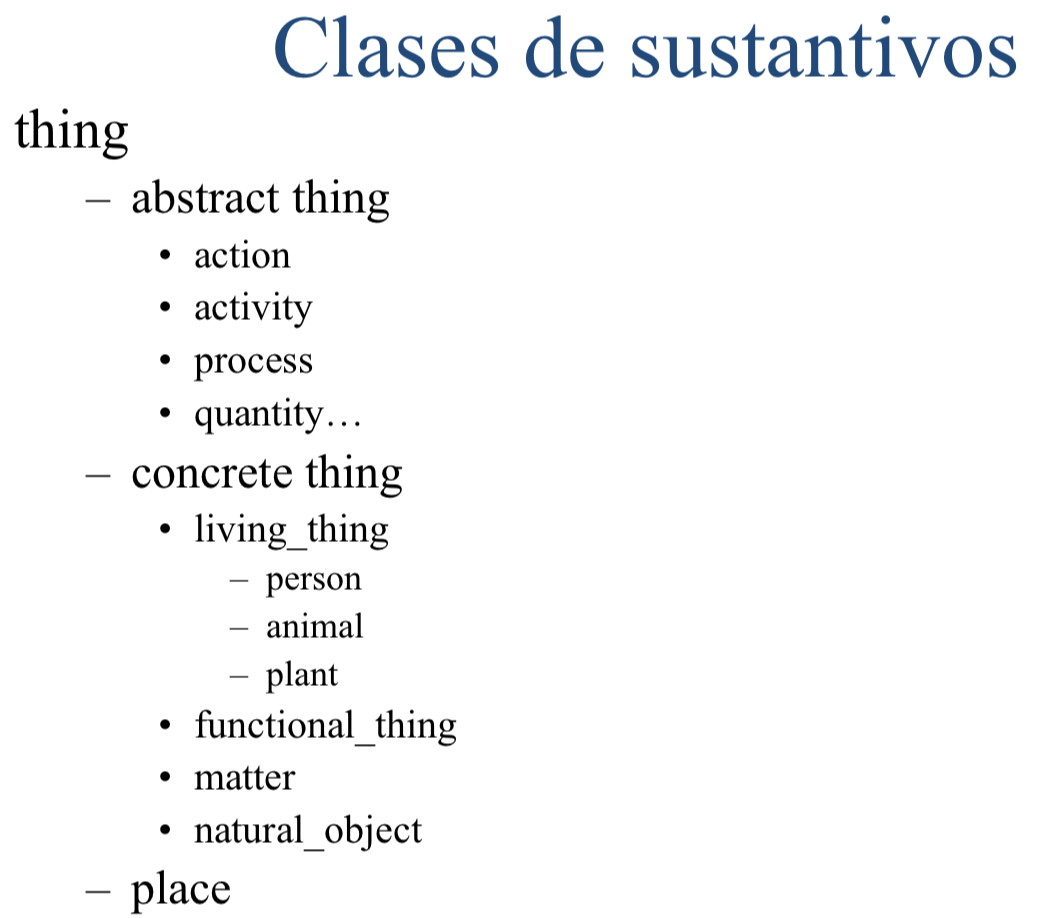 Clases de sustantivos
thing
– abstract thing
• action
• activity
• process
• quantity…
– concrete thing
• living_thing
– person
– animal
– plant
• functional_thing
• matter
• natural_object
– place